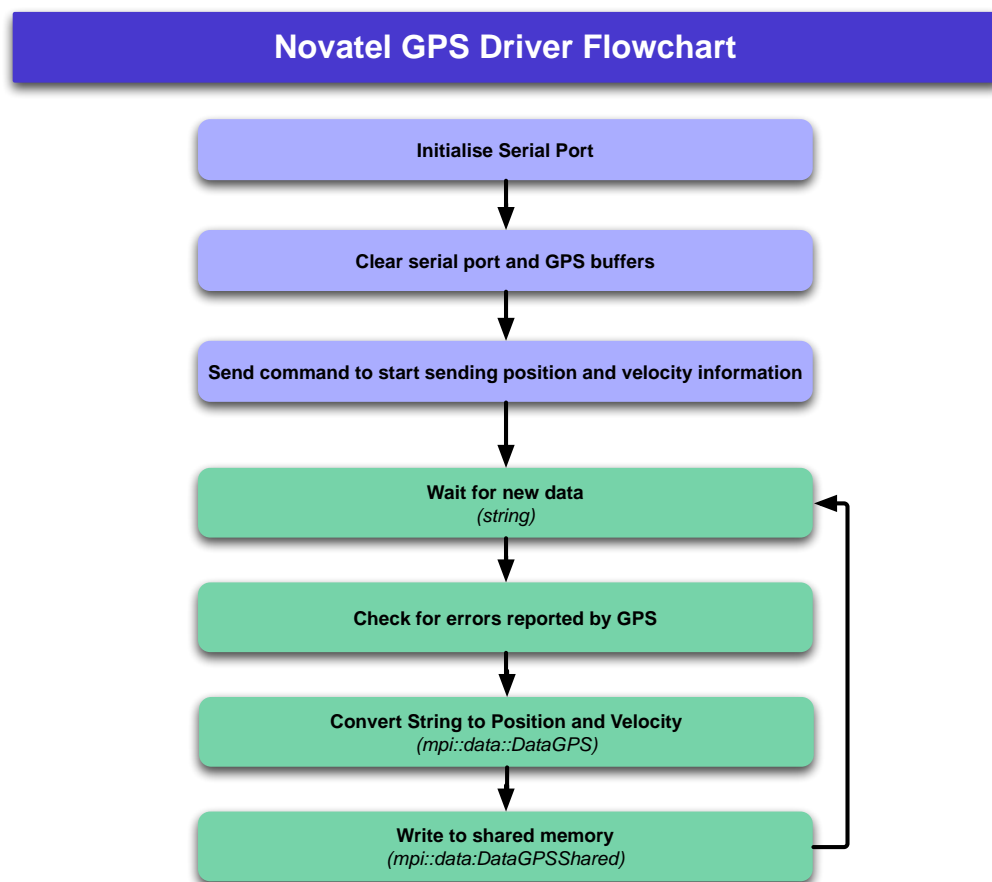 Novatel GPS Driver Flowchart
Initialise Serial Port
Clear serial port and GPS buffers
Send command to start sending position and velocity information
Wait for new data
(string)
Check for errors reported by GPS
Convert String to Position and Velocity
(mpi::data::DataGPS)
Write to shared memory
(mpi::data:DataGPSShared)